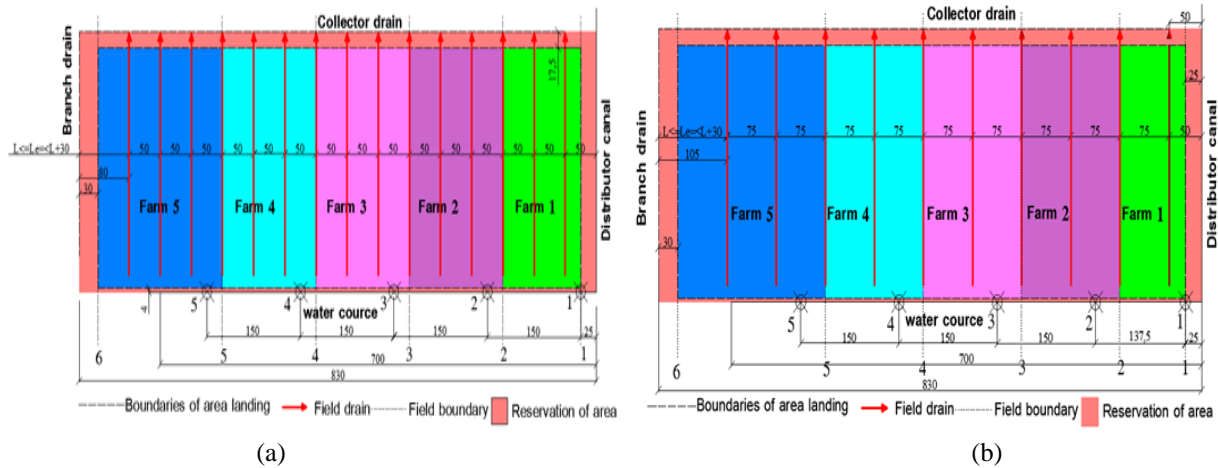 Collector drain
Branch drain
17,5
Distributor canal
L<=Le=<L+30
50 50 50 50 50 50 50 50 50 50 50 50 50 50 50
80
30
Farm 5 Farm 4 Farm 3 Farm 2 Farm 1
4
5 4 3 2 1
water cource
150 150 150 150 25
6 5 4 3 2 1
700
830
Boundaries of area landing Field drain Field boundary Reservation of area
(a)
Collector drain
50
Branch drain
25
Distributor canal
L<=Le=<L+30
75 75 75 75 75 75 75 75 75 50
105
30
Farm 5 Farm 4 Farm 3 Farm 2 Farm 1
5 4 3 2 1
water cource
150 150 150 137,5 25
6 5 4 3 2 1
700
830
Boundaries of area landing Field drain Field boundary Reservation of area
(b)